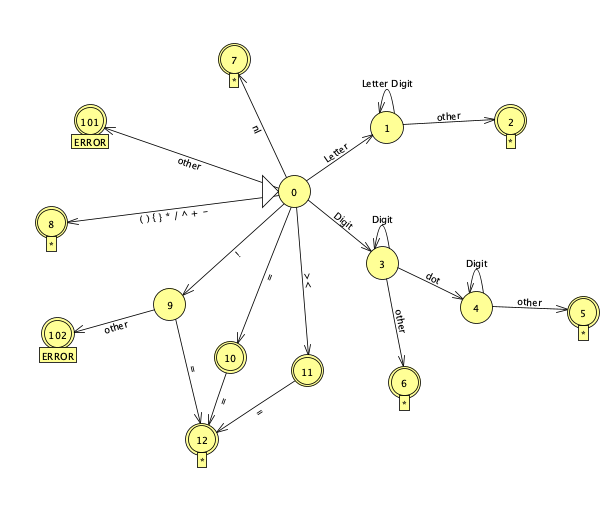 7
*
nl
Letter Digit
1
other
2
*
101
ERROR
other
Letter
0
( ) { } * / ^ + -
8
*
Digit
Digit
3
dot
Digit
4
other
5
*
other
6
*
!
=
< >
9
other
102
ERROR
10
11
=
=
=
12
*